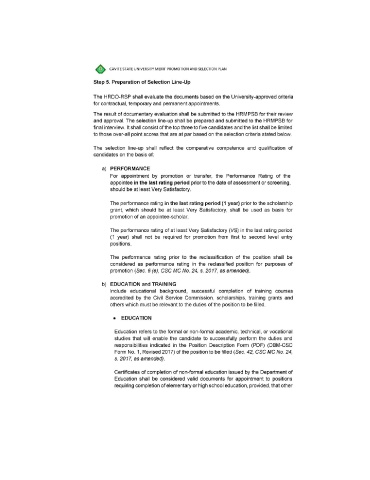 CAVITE STATE UNIVERSITY MERIT PROMOTION AND SELECTION PLAN
Step 5. Preparation of Selection Line-Up
The HRDO-RSP shall evaluate the documents based on the University-approved criteria
for contractual, temporary and permanent appointments.
The result of documentary evaluation shall be submitted to the HRMPSB for their review
and approval. The selection line-up shall be prepared and submitted to the HRMPSB for
final interview. It shall consist of the top three to five candidates and the list shall be limited
to those over-all point scores that are at par based on the selection criteria stated below.
The selection line-up shall reflect the comparative competence and qualification of
candidates on the basis of:
a) PERFORMANCE
For appointment by promotion or transfer, the Performance Rating of the
appointee in the last rating period prior to the date of assessment or screening,
should be at least Very Satisfactory.
The performance rating in the last rating period (1 year) prior to the scholarship
grant, which should be at least Very Satisfactory, shall be used as basis for
promotion of an appointee-scholar.
The performance rating of at least Very Satisfactory (VS) in the last rating period
(1 year) shall not be required for promotion from first to second level entry
positions.
The performance rating prior to the reclassification of the position shall be
considered as performance rating in the reclassified position for purposes of
promotion (Sec. 6 (e), CSC MC No. 24, s. 2017, as amended).
b) EDUCATION and TRAINING
include educational background, successful completion of training courses
accredited by the Civil Service Commission, scholarships, training grants and
others which must be relevant to the duties of the position to be filled.
• EDUCATION
Education refers to the formal or non-formal academic, technical, or vocational
studies that will enable the candidate to successfully perform the duties and
responsibilities indicated in the Position Description Form (PDF) (DBM-CSC
Form No. 1, Revised 2017) of the position to be filled (Sec. 42, CSC MC No. 24,
s. 2017, as amended).
Certificates of completion of non-formal education issued by the Department of
Education shall be considered valid documents for appointment to positions
requiring completion of elementary or high school education, provided, that other